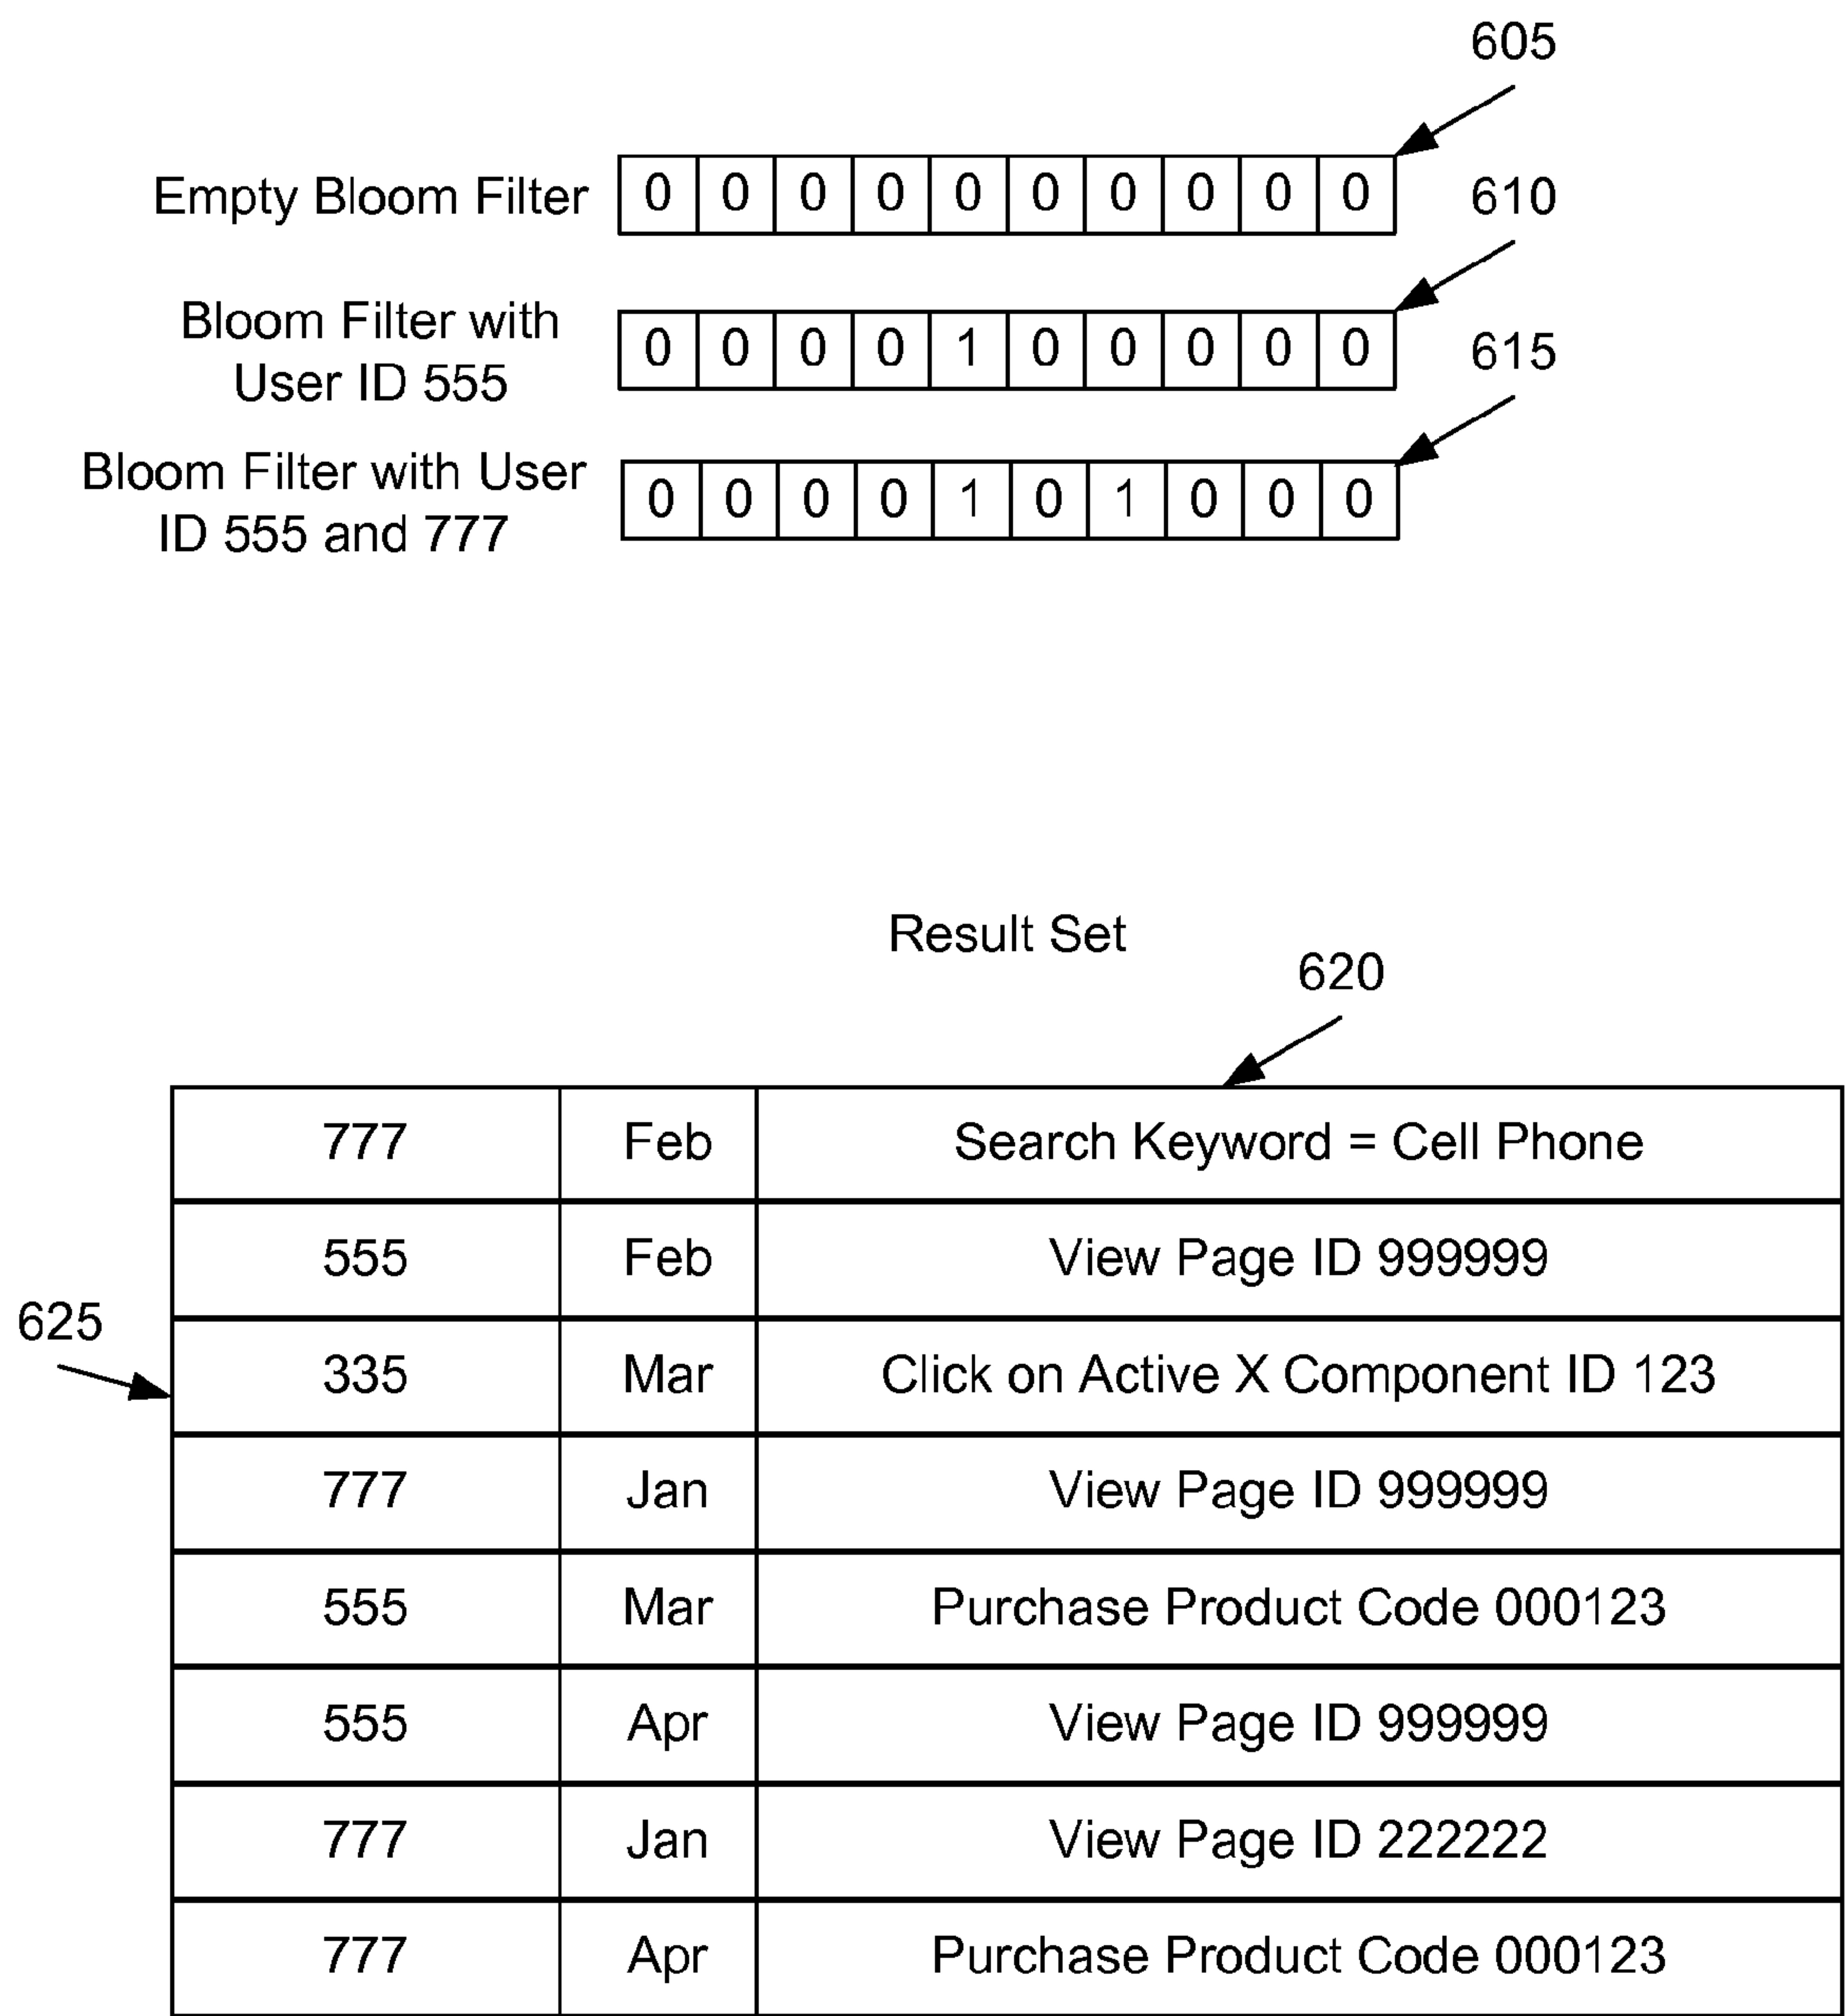 605
Empty Bloom Filter 0 0 0 0 0 0 0 0 0 0
610
Bloom Filter with
User ID 555
0 0 0 0 1 0 0 0 0 0
615
Bloom Filter with User
ID 555 and 777
0 0 0 0 1 0 1 0 0 0
Result Set
620
777 Feb Search Keyword = Cell Phone
555 Feb View Page ID 999999
625
335 Mar Click on Active X Component ID 123
777 Jan View Page ID 999999
555 Mar Purchase Product Code 000123
555 Apr View Page ID 999999
777 Jan View Page ID 222222
777 Apr Purchase Product Code 000123